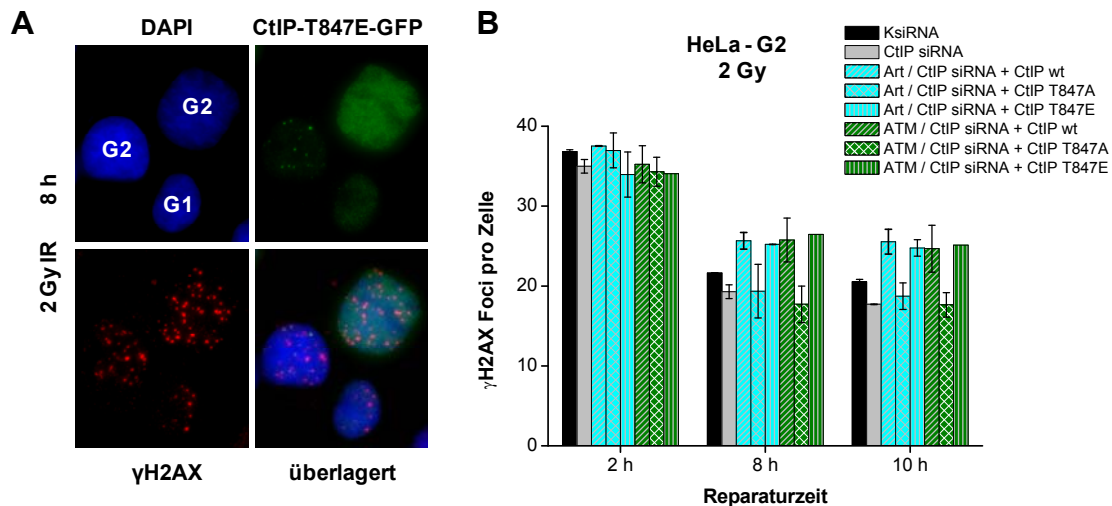 A
DAPI
CtIP-T847E-GFP
G2
G2
G1
8 h
2 Gy IR
γH2AX
überlagert
B
HeLa - G2
2 Gy
KsiRNA
CtIP siRNA
Art / CtIP siRNA + CtIP wt
Art / CtIP siRNA + CtIP T847A
Art / CtIP siRNA + CtIP T847E
ATM / CtIP siRNA + CtIP wt
ATM / CtIP siRNA + CtIP T847A
ATM / CtIP siRNA + CtIP T847E
γH2AX Foci pro Zelle
40
30
20
10
0
2 h
8 h
10 h
Reparaturzeit